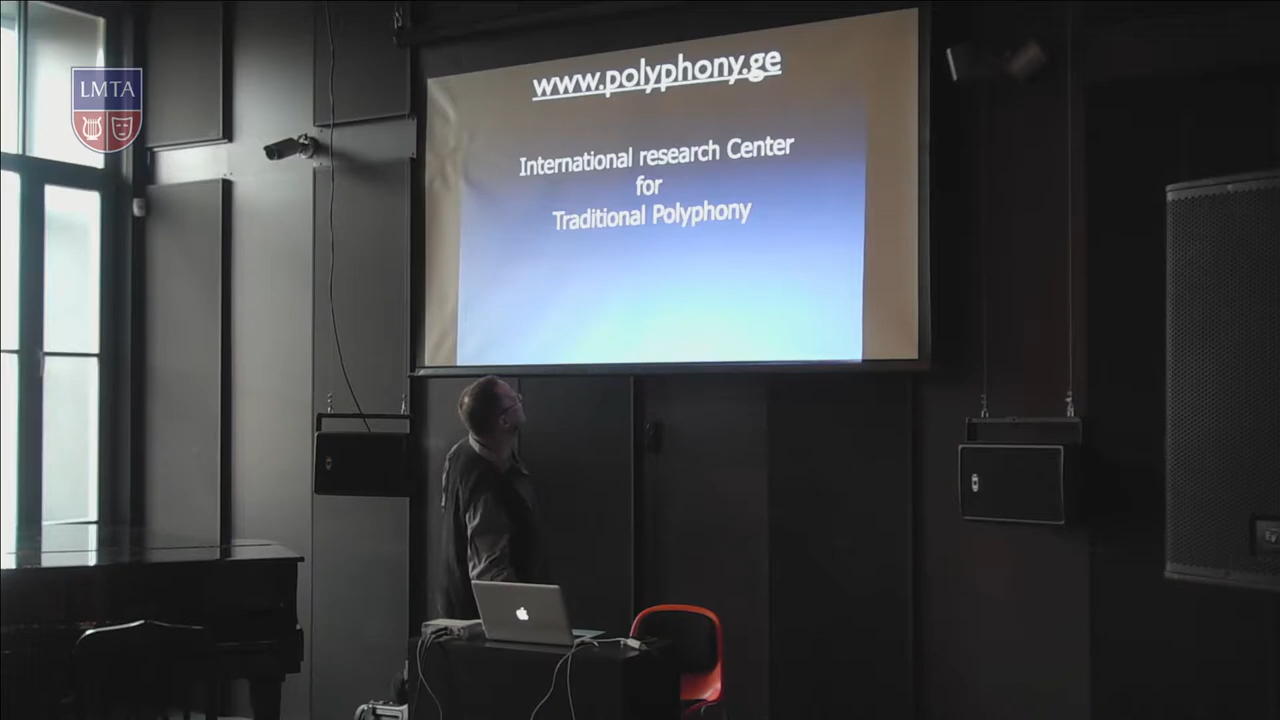 LMTA
www.polyphony.ge
International research Center
for
Traditional Polyphony